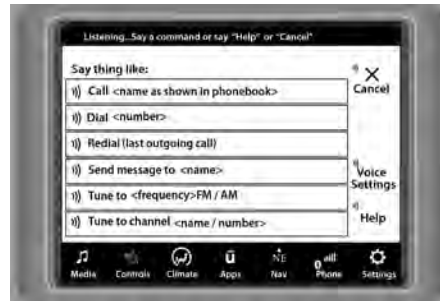 Listening...Say a command or say "Help" or "Cancel"
Say thing like:
Call <name as shown in phonebook>
Dial <number>
Redial (last outgoing call)
Send message to <name>
Tune to <frequency>FM / AM
Tune to channel <name / number>
Cancel
Voice
Settings
Help
NE
0
Media Controls Climate Apps Nav Phone Settings